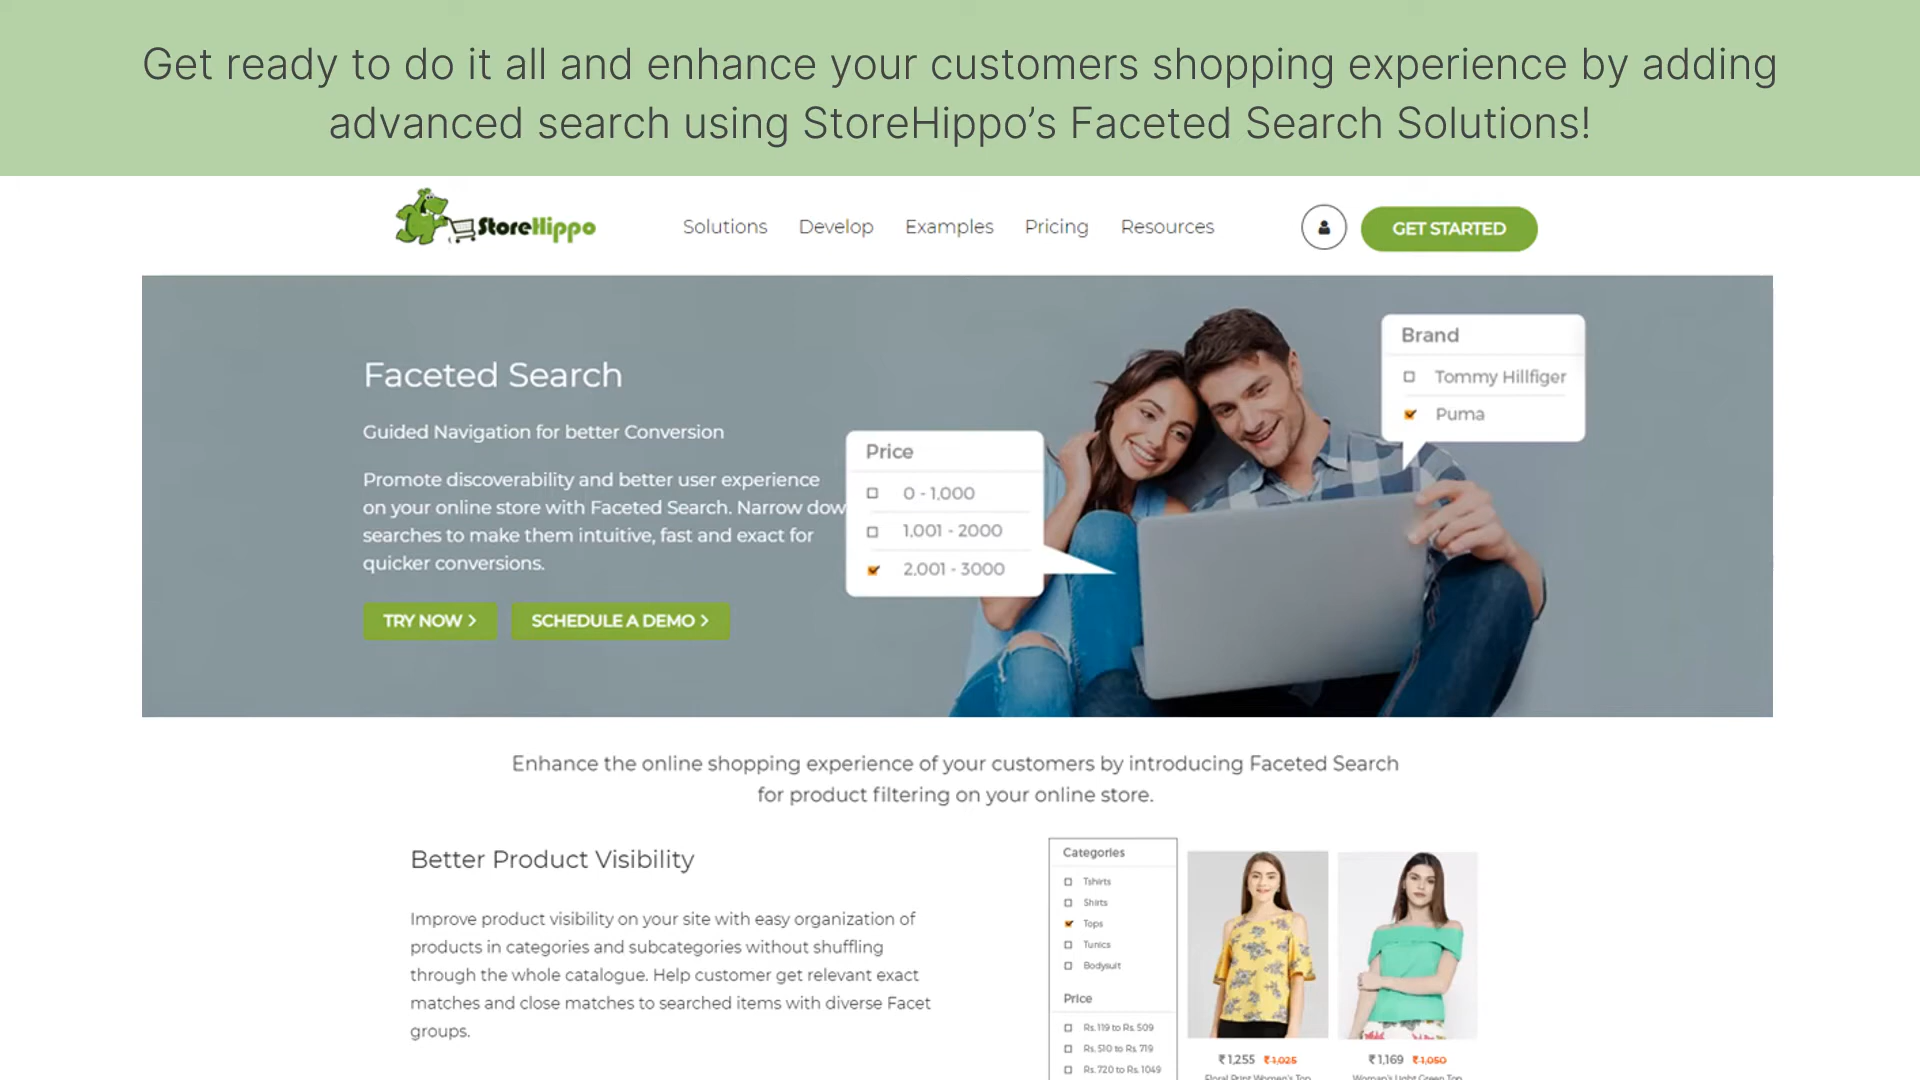 Get ready to do it all and enhance your customers shopping experience by adding
advanced search using StoreHippo’s Faceted Search Solutions!
StoreHippo
Solutions
Develop
Examples
Pricing
Resources
GET STARTED
Faceted Search
Guided Navigation for better Conversion
Promote discoverability and better user experience
on your online store with Faceted Search. Narrow dow
searches to make them intuitive, fast and exact for
quicker conversions.
TRY NOW >
SCHEDULE A DEMO >
Price
0 - 1,000
1,001 - 2000
2,001 - 3000
Brand
Tommy Hillfiger
Puma
Enhance the online shopping experience of your customers by introducing Faceted Search
for product filtering on your online store.
Better Product Visibility
Improve product visibility on your site with easy organization of
products in categories and subcategories without shuffling
through the whole catalogue. Help customer get relevant exact
matches and close matches to searched items with diverse Facet
groups.
Categories
Tshirts
Shirts
Tops
Tunics
Bodysuit
Price
Rs. 119 to Rs. 509
Rs. 510 to Rs. 719
Rs. 720 to Rs. 1049
₹1,255 ₹1,025
Floral Print Women's Top
₹1,169 ₹1,050
Woman's Light Green Top